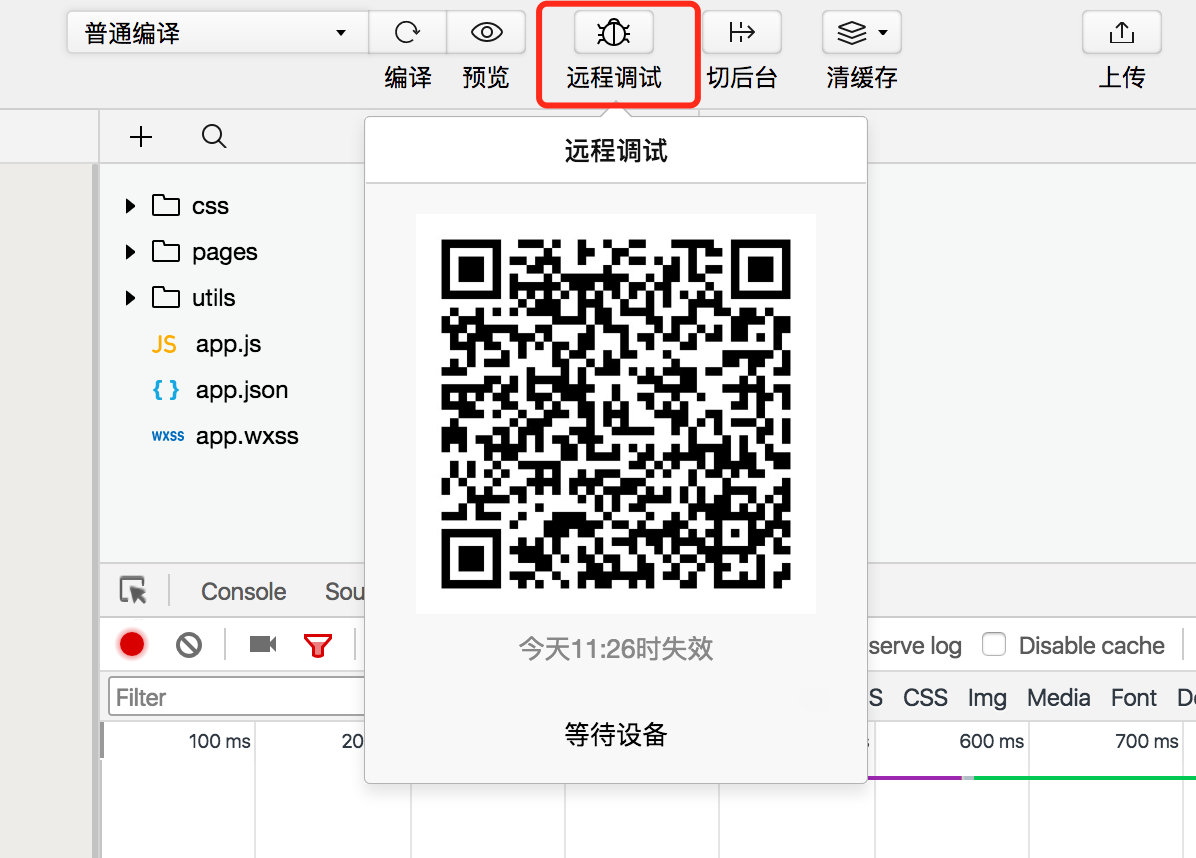 普通编译
编译
预览
远程调试
切后台
清缓存
上传
远程调试
css
pages
utils
JS app.js
{ } app.json
WXSS app.wxss
今天11:26时失效
等待设备
Console
Sou
serve log
Disable cache
Filter
S
CSS
Img
Media
Font
100 ms
20
600 ms
700 ms